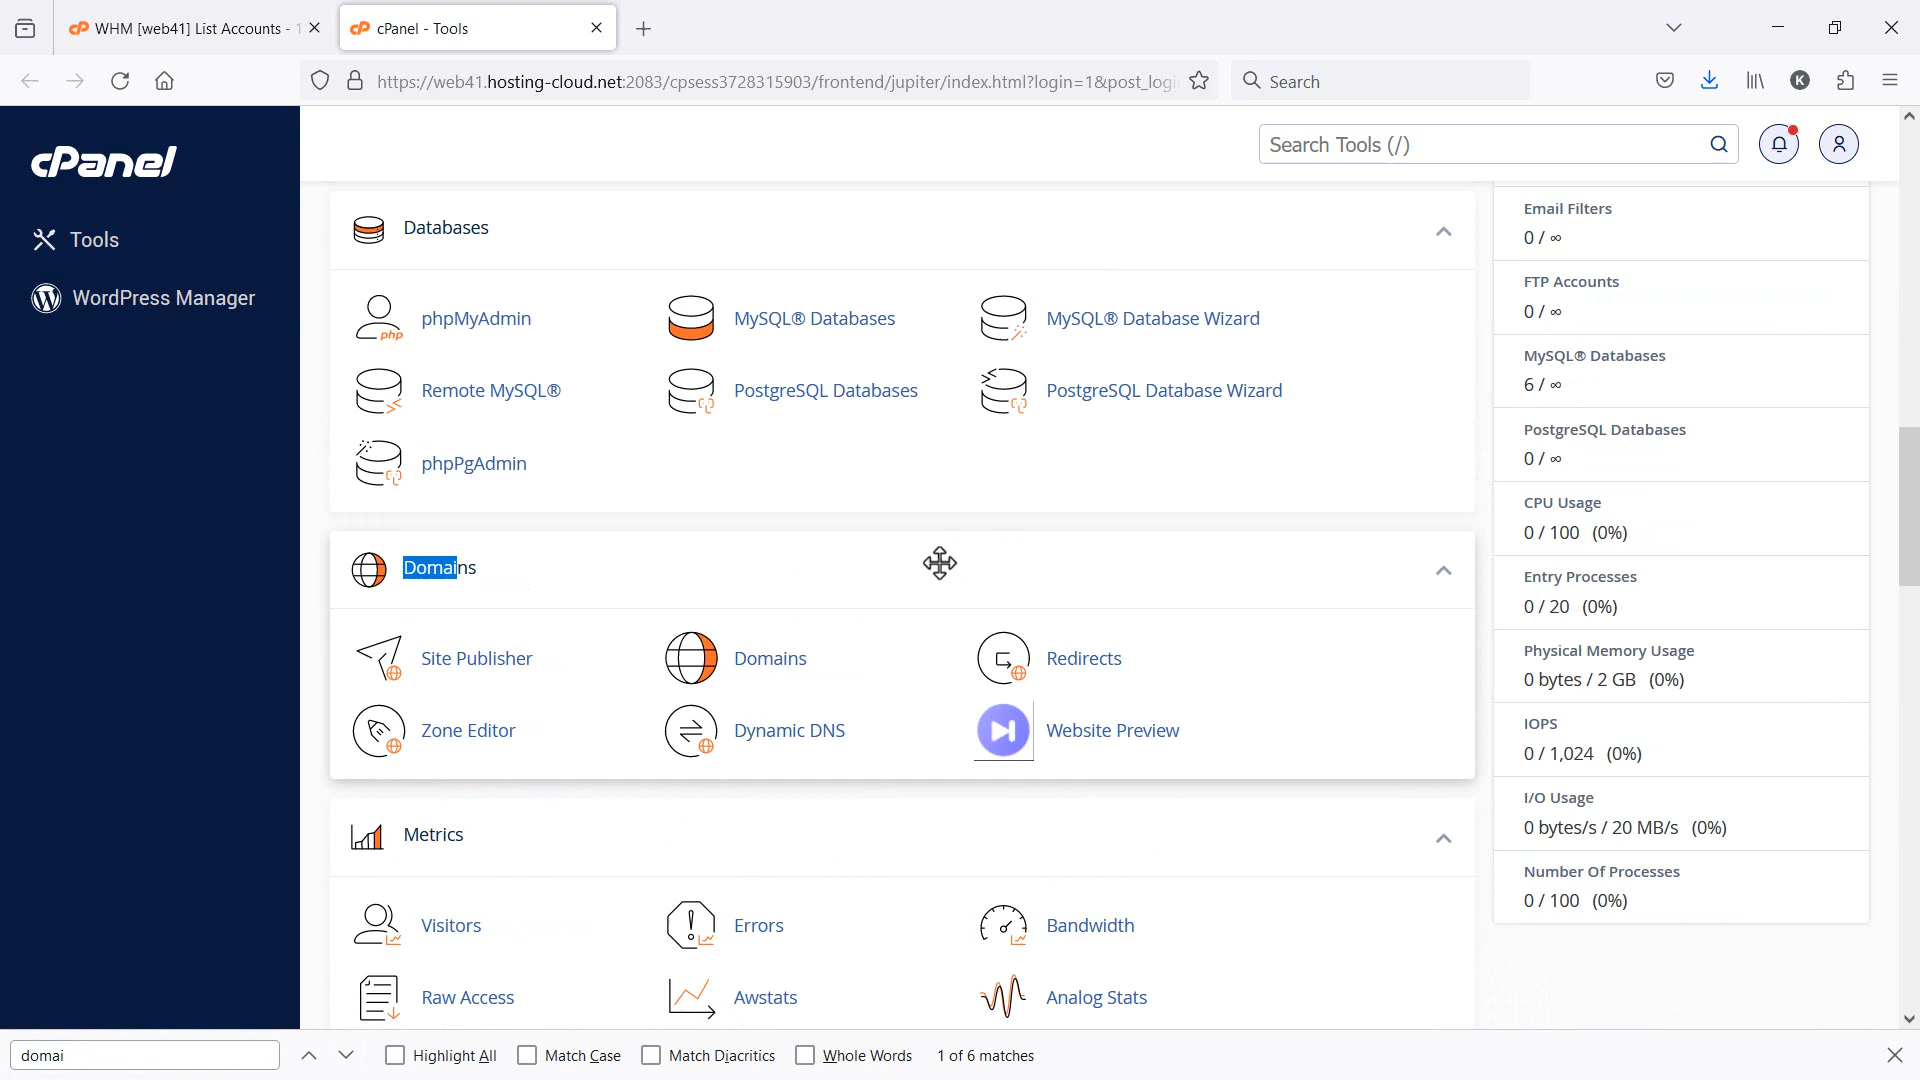 WHM [web41] List Accounts - 1
cPanel - Tools
https://web41.hosting-cloud.net:2083/cpsess3728315903/frontend/jupiter/index.html?login=1&post_logi
Search
K
cPanel
Search Tools (/)
Tools
WordPress Manager
Databases
phpMyAdmin
MySQL® Databases
MySQL® Database Wizard
Remote MySQL®
PostgreSQL Databases
PostgreSQL Database Wizard
phpPgAdmin
Domains
Site Publisher
Domains
Redirects
Zone Editor
Dynamic DNS
Website Preview
Metrics
Visitors
Errors
Bandwidth
Raw Access
Awstats
Analog Stats
Email Filters
0 / ∞
FTP Accounts
0 / ∞
MySQL® Databases
6 / ∞
PostgreSQL Databases
0 / ∞
CPU Usage
0 / 100 (0%)
Entry Processes
0 / 20 (0%)
Physical Memory Usage
0 bytes / 2 GB (0%)
IOPS
0 / 1,024 (0%)
I/O Usage
0 bytes/s / 20 MB/s (0%)
Number Of Processes
0 / 100 (0%)
domai
Highlight All
Match Case
Match Diacritics
Whole Words
1 of 6 matches